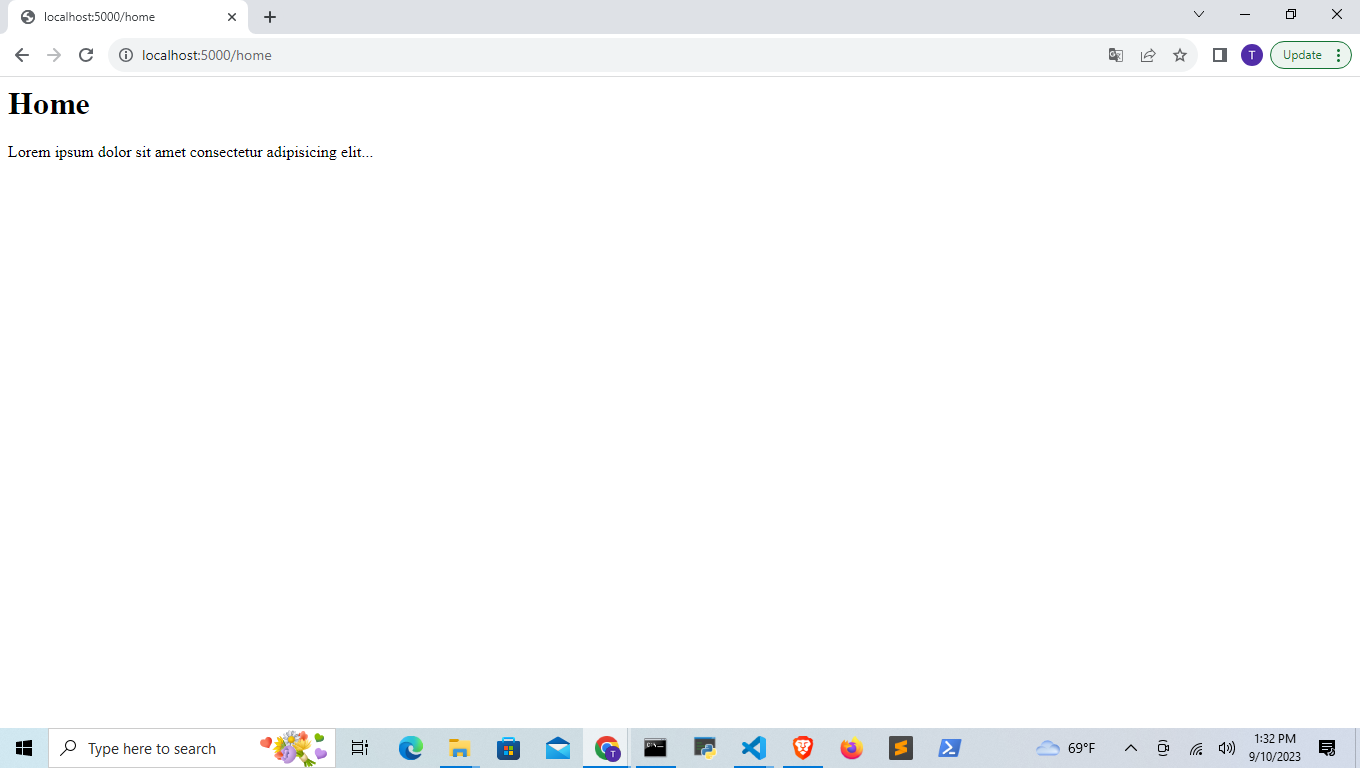 localhost:5000/home
localhost:5000/home
T
Update
Home
Lorem ipsum dolor sit amet consectetur adipisicing elit...
Type here to search
T
69°F
1:32 PM
9/10/2023